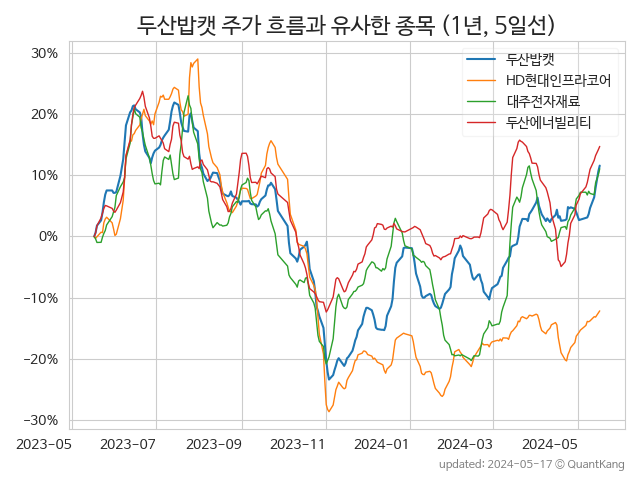 두산밥캣 주가 흐름과 유사한 종목 (1년, 5일선)
두산밥캣
HD현대인프라코어
대주전자재료
두산에너빌리티
30%
20%
10%
0%
−10%
−20%
−30%
2023-05 2023-07 2023-09 2023-11 2024-01 2024-03 2024-05
updated: 2024-05-17 © QuantKang